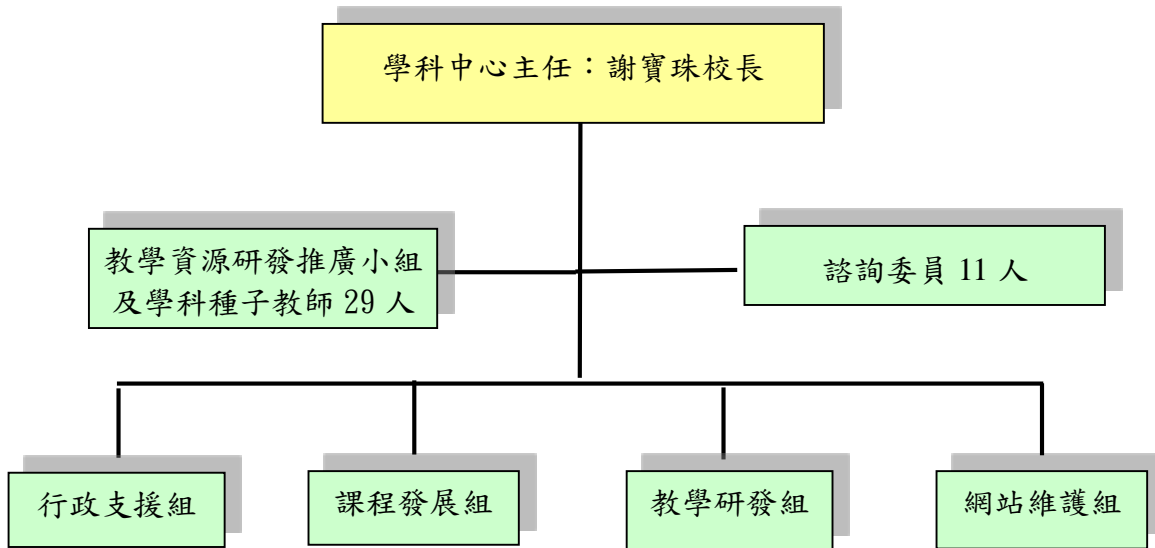 學科中心主任：謝寶珠校長
教學資源研發推廣小組
及學科種子教師 29 人
諮詢委員 11 人
行政支援組
課程發展組
教學研發組
網站維護組